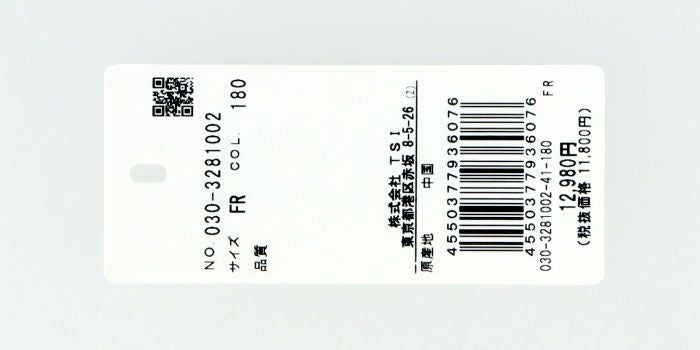 NO. 030-3281002
サイズ FR COL. 180
品質
株式会社 TSI
東京都港区赤坂 8-5-26 (Z)
原産地 中国
4550377936076
4550377936076
030-3281002-41-180 FR
12,980円
(税抜価格 11,800円)